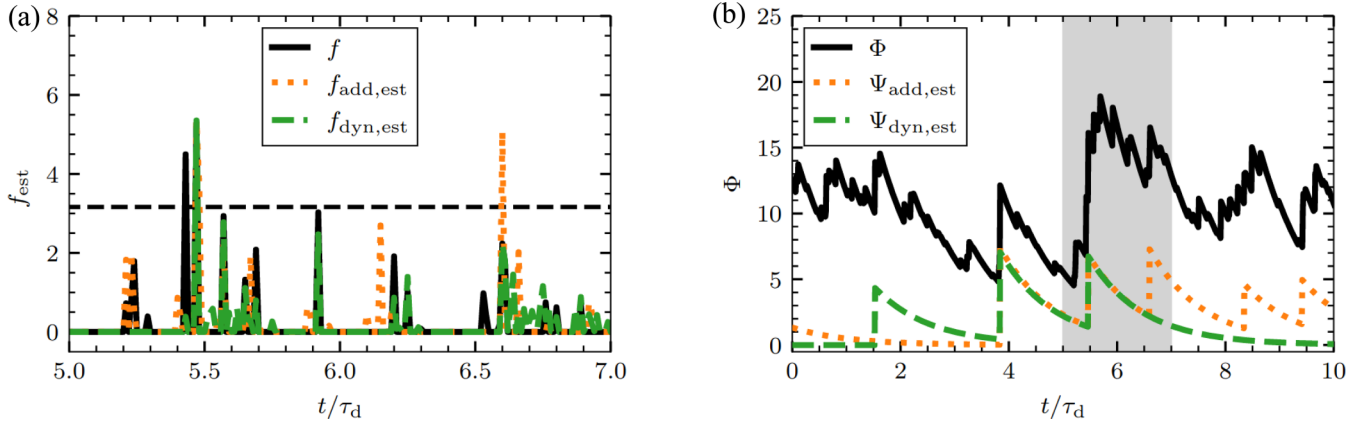 (a)
8
6
4
2
0
f_est
f
f_add,est
f_dyn,est
5.0 5.5 6.0 6.5 7.0
t/τ_d
(b)
25
20
15
10
5
0
Φ
Φ
Ψ_add,est
Ψ_dyn,est
0 2 4 6 8 10
t/τ_d